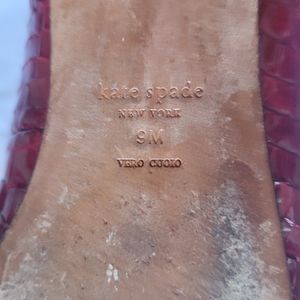 kate spade
NEW YORK
9M
VERO CUOIO